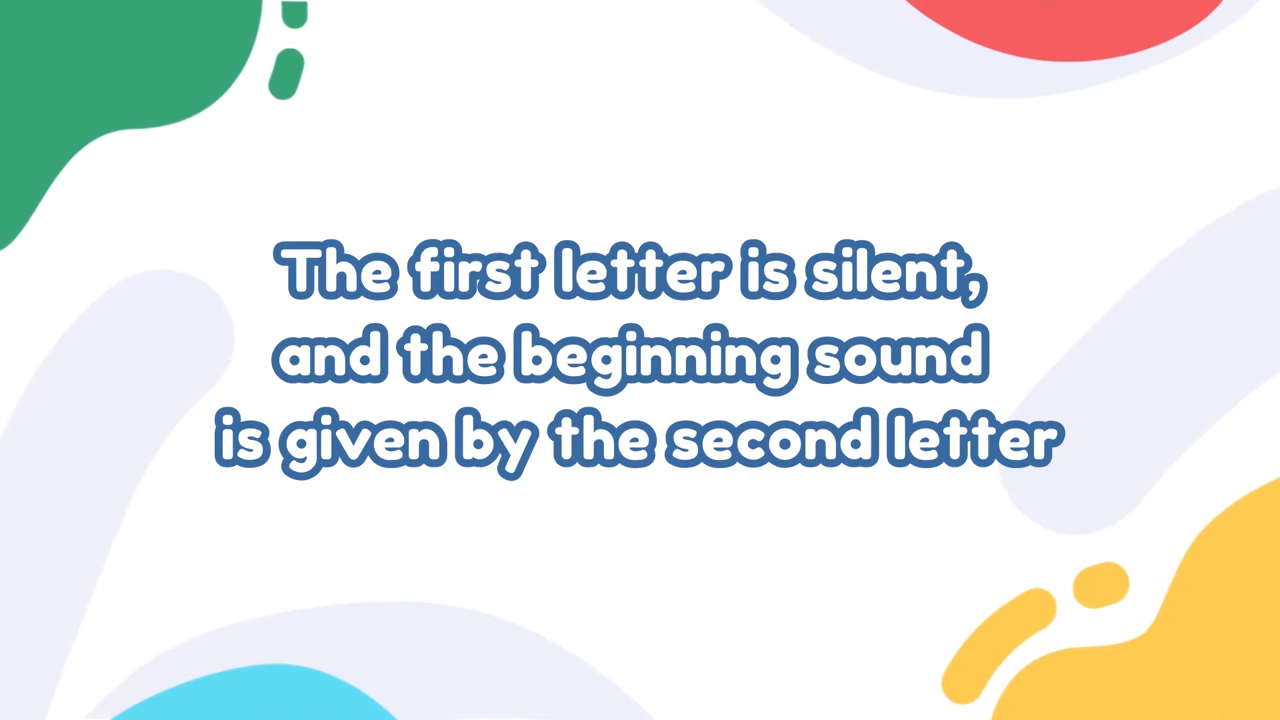 The first letter is silent,
and the beginning sound
is given by the second letter